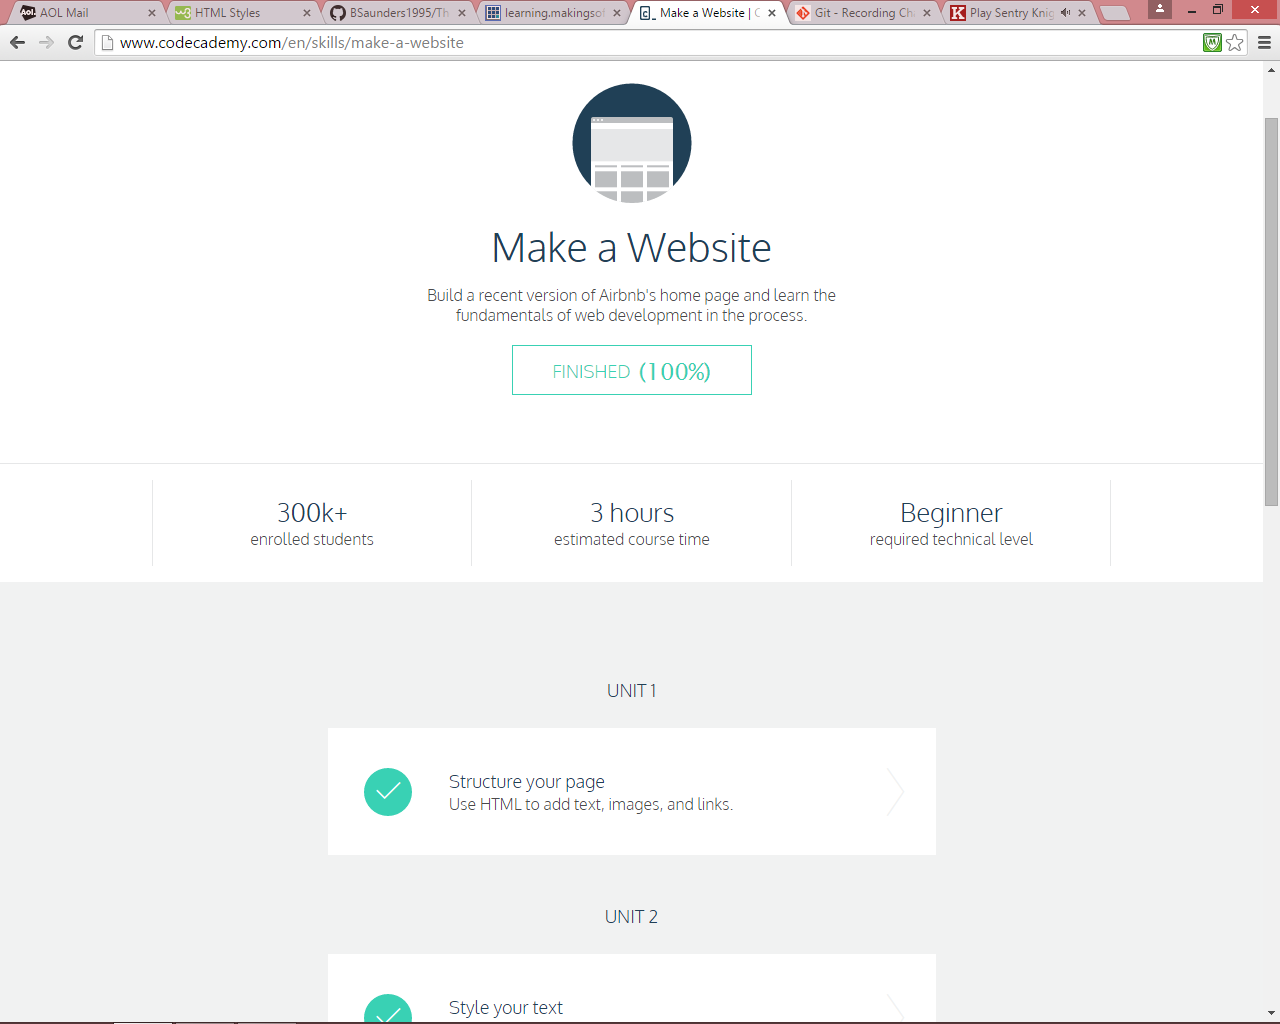 AOL Mail
HTML Styles
BSaunders1995/Th
learning.makingsof
Make a Website | C
Git - Recording Ch
Play Sentry Knig
www.codecademy.com/en/skills/make-a-website
Make a Website
Build a recent version of Airbnb's home page and learn the
fundamentals of web development in the process.
FINISHED (100%)
300k+
enrolled students
3 hours
estimated course time
Beginner
required technical level
UNIT 1
Structure your page
Use HTML to add text, images, and links.
UNIT 2
Style your text